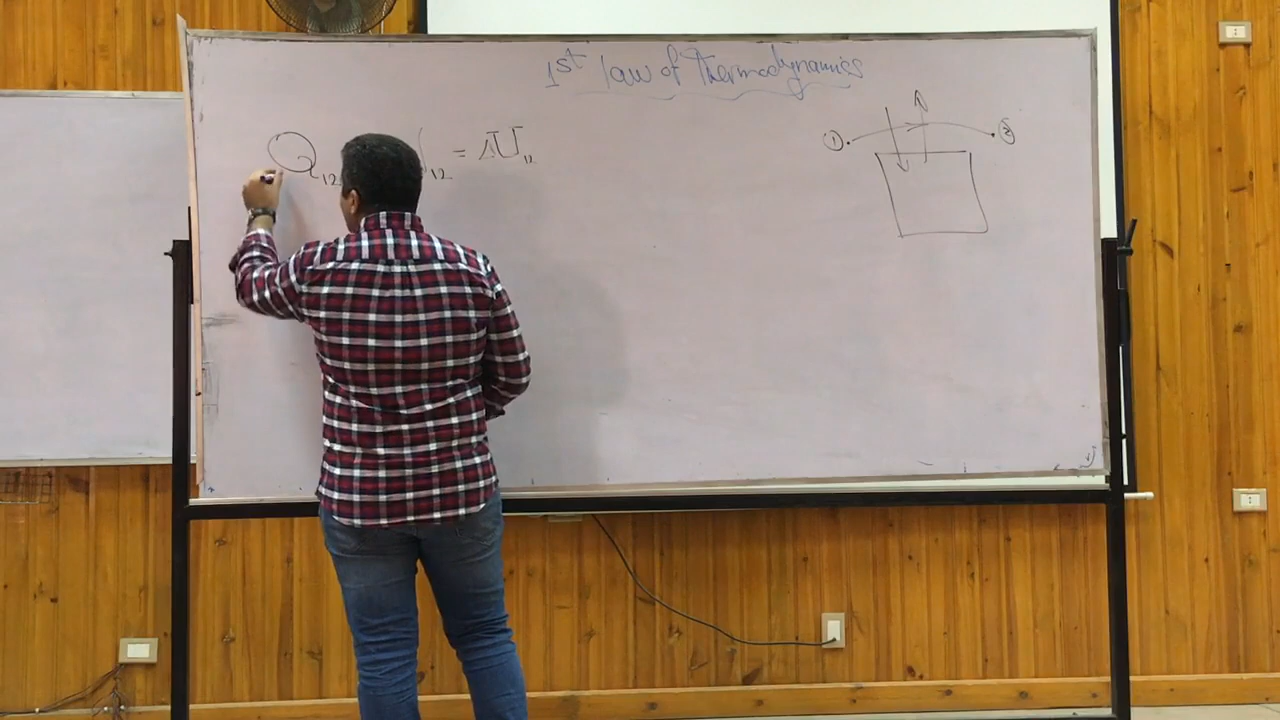 1st law of thermodynamics
Q12 12 = ΔU12
① ②